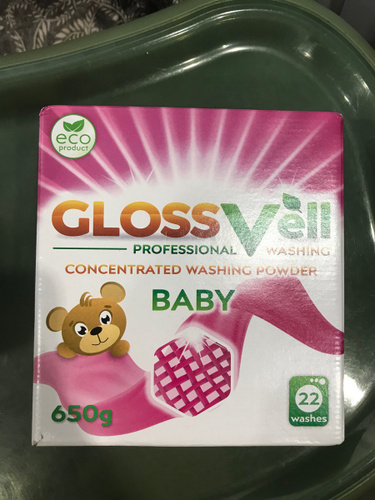 eco
product
GLOSSVell
PROFESSIONAL WASHING
CONCENTRATED WASHING POWDER
BABY
650g
22
washes